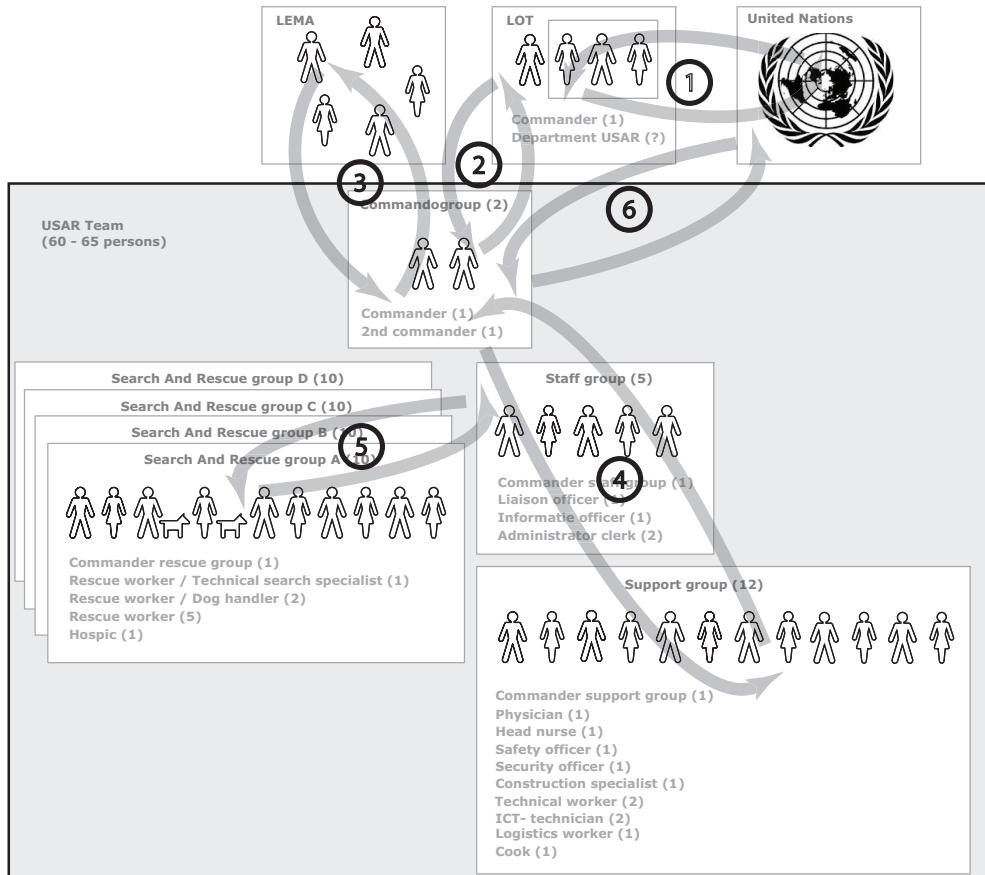 LEMA
LOT
United Nations
1
Commander (1)
Department USAR (?)
2
3
6
USAR Team
(60 - 65 persons)
Commandogroup (2)
Commander (1)
2nd commander (1)
Search And Rescue group D (10)
Search And Rescue group C (10)
Search And Rescue group B (10)
Search And Rescue group A (10)
5
Commander rescue group (1)
Rescue worker / Technical search specialist (1)
Rescue worker / Dog handler (2)
Rescue worker (5)
Hospic (1)
Staff group (5)
4
Commander staff group (1)
Liaison officer (1)
Informatie officer (1)
Administrator clerk (2)
Support group (12)
Commander support group (1)
Physician (1)
Head nurse (1)
Safety officer (1)
Security officer (1)
Construction specialist (1)
Technical worker (2)
ICT- technician (2)
Logistics worker (1)
Cook (1)